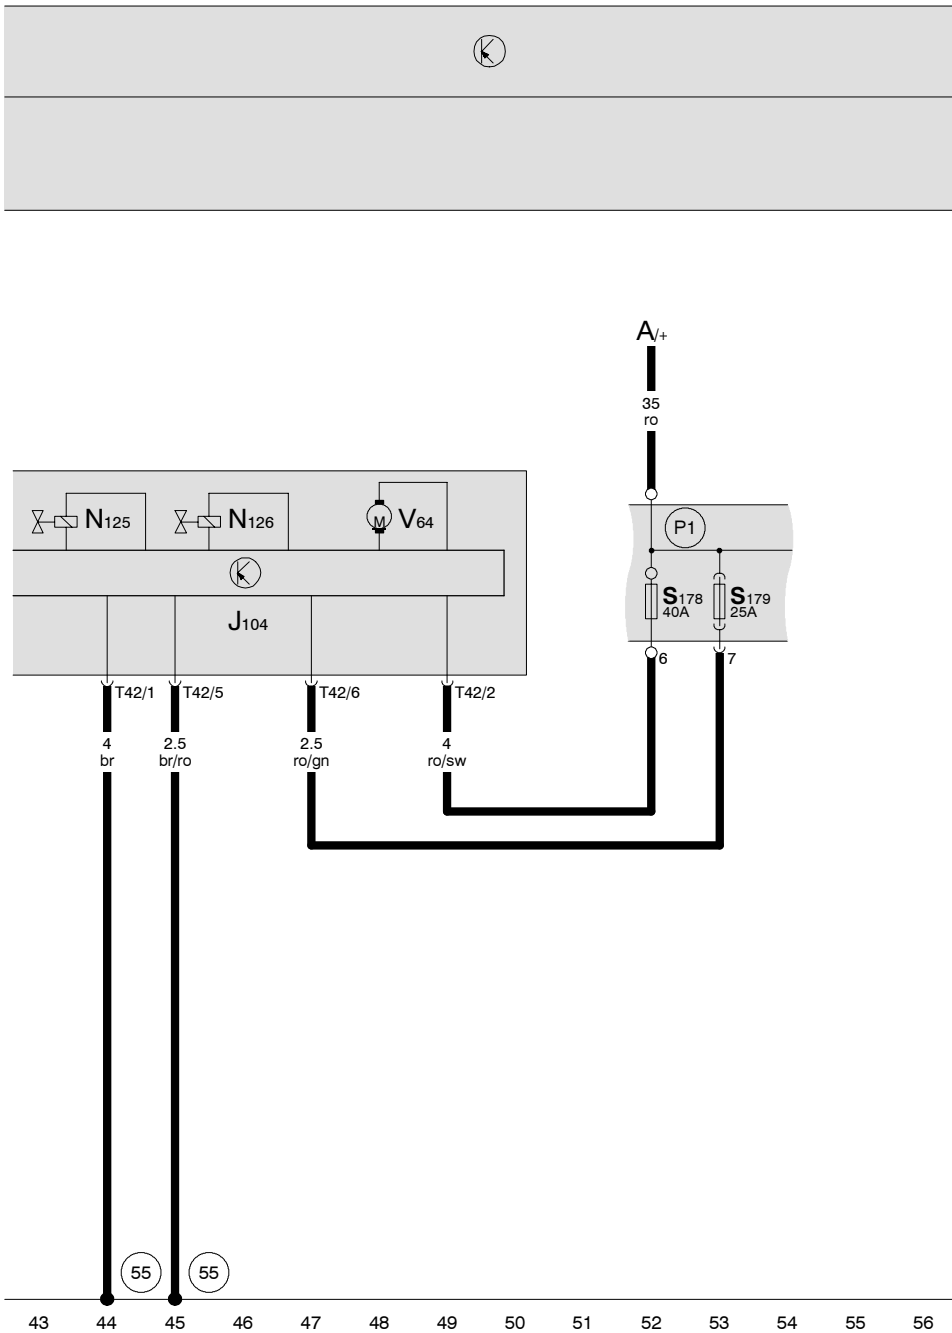 A/+
35
ro
N125
N126
M
V64
P1
J104
S178
40A
S179
25A
6
7
T42/1
T42/5
T42/6
T42/2
4
br
2.5
br/ro
2.5
ro/gn
4
ro/sw
55
55
43 44 45 46 47 48 49 50 51 52 53 54 55 56